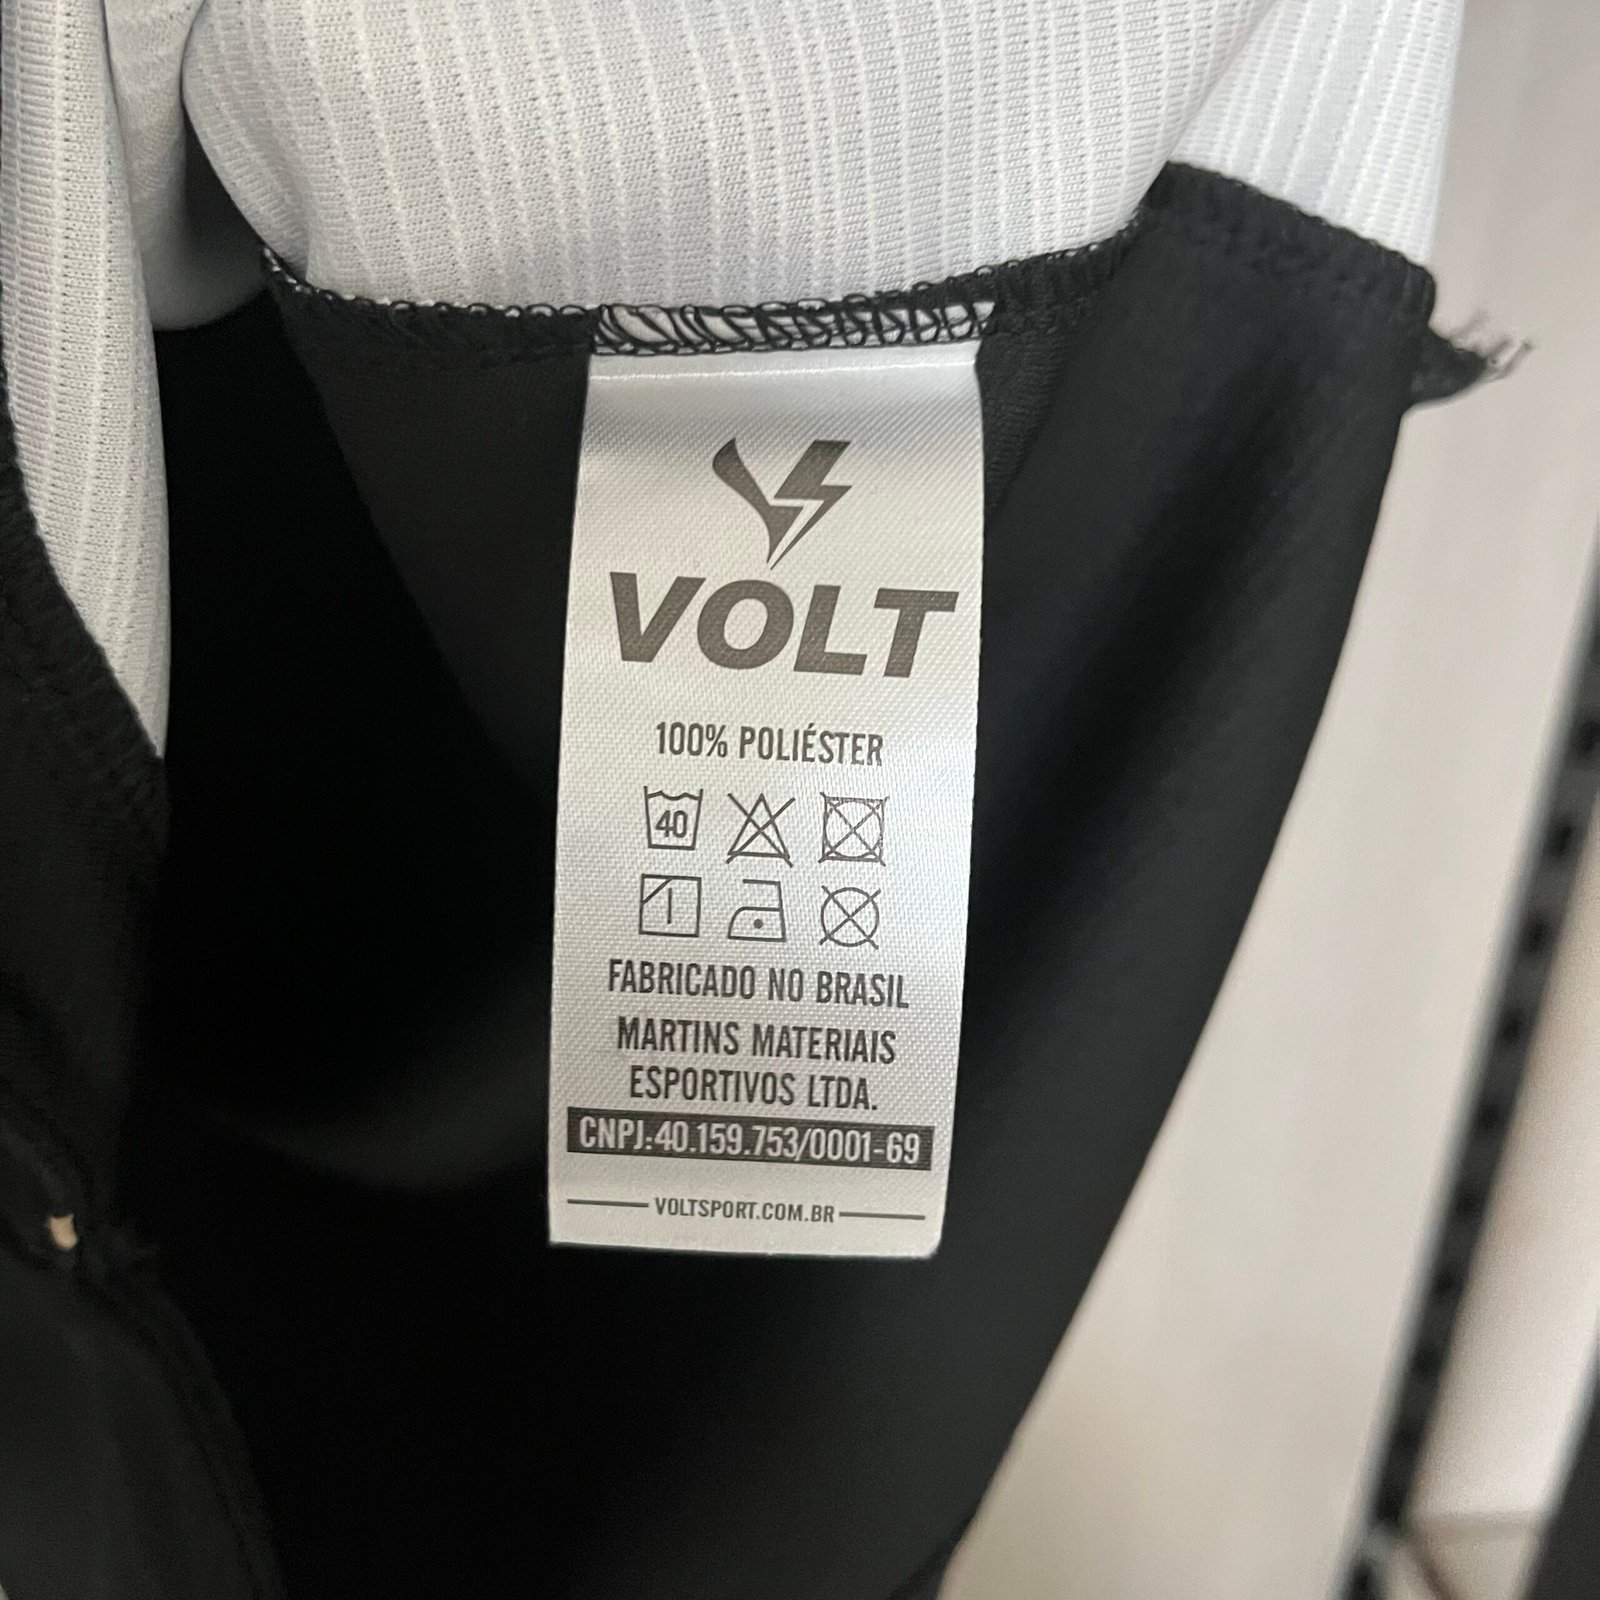 VOLT
100% POLIÉSTER
40
FABRICADO NO BRASIL
MARTINS MATERIAIS
ESPORTIVOS LTDA.
CNPJ:40.159.753/0001-69
VOLTSPORT.COM.BR